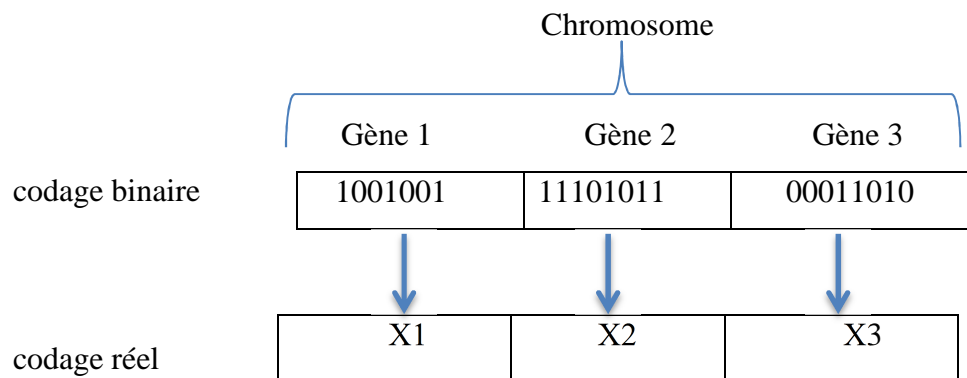 Chromosome
Gène 1 Gène 2 Gène 3
codage binaire 1001001 11101011 00011010
X1 X2 X3
codage réel